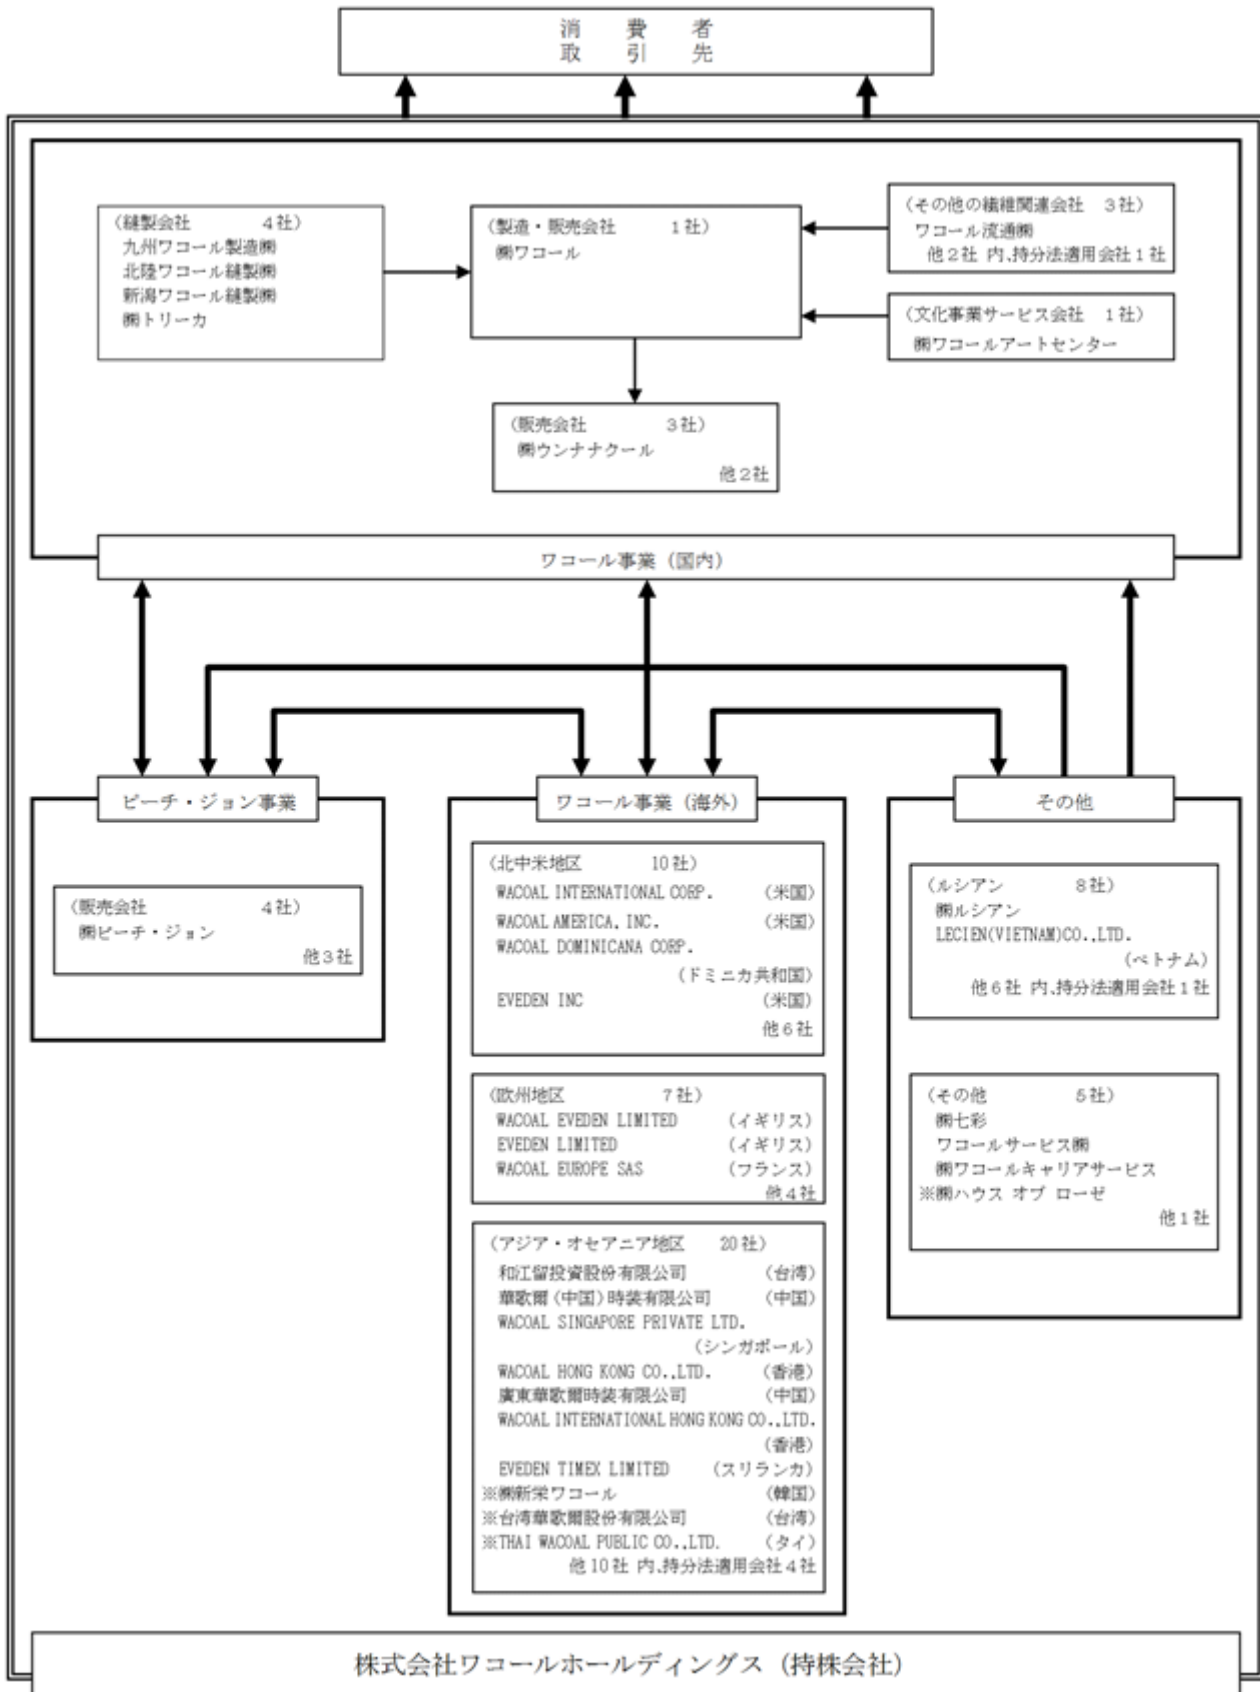 消費者
取引先
（縫製会社 4社）
九州ワコール製造㈱
北陸ワコール縫製㈱
新潟ワコール縫製㈱
㈱トリーカ
（製造・販売会社 1社）
㈱ワコール
（その他の繊維関連会社 3社）
ワコール流通㈱
他2社 内、持分法適用会社1社
（文化事業サービス会社 1社）
㈱ワコールアートセンター
（販売会社 3社）
㈱ウンナナクール
他2社
ワコール事業（国内）
ピーチ・ジョン事業
（販売会社 4社）
㈱ピーチ・ジョン
他3社
ワコール事業（海外）
（北中米地区 10社）
WACOAL INTERNATIONAL CORP. （米国）
WACOAL AMERICA, INC. （米国）
WACOAL DOMINICANA CORP.
（ドミニカ共和国）
EVEDEN INC （米国）
他6社
（欧州地区 7社）
WACOAL EVEDEN LIMITED （イギリス）
EVEDEN LIMITED （イギリス）
WACOAL EUROPE SAS （フランス）
他4社
（アジア・オセアニア地区 20社）
和江留投資股份有限公司 （台湾）
華歌爾（中国）時装有限公司 （中国）
WACOAL SINGAPORE PRIVATE LTD.
（シンガポール）
WACOAL HONG KONG CO.,LTD. （香港）
廣東華歌爾時装有限公司 （中国）
WACOAL INTERNATIONAL HONG KONG CO.,LTD.
（香港）
EVEDEN TIMEX LIMITED （スリランカ）
※㈱新栄ワコール （韓国）
※台湾華歌爾股份有限公司 （台湾）
※THAI WACOAL PUBLIC CO.,LTD. （タイ）
他10社 内、持分法適用会社4社
その他
（ルシアン 8社）
㈱ルシアン
LECIEN(VIETNAM)CO.,LTD.
（ベトナム）
他6社 内、持分法適用会社1社
（その他 5社）
㈱七彩
ワコールサービス㈱
㈱ワコールキャリアサービス
※㈱ハウス オブ ローゼ
他1社
株式会社ワコールホールディングス（持株会社）